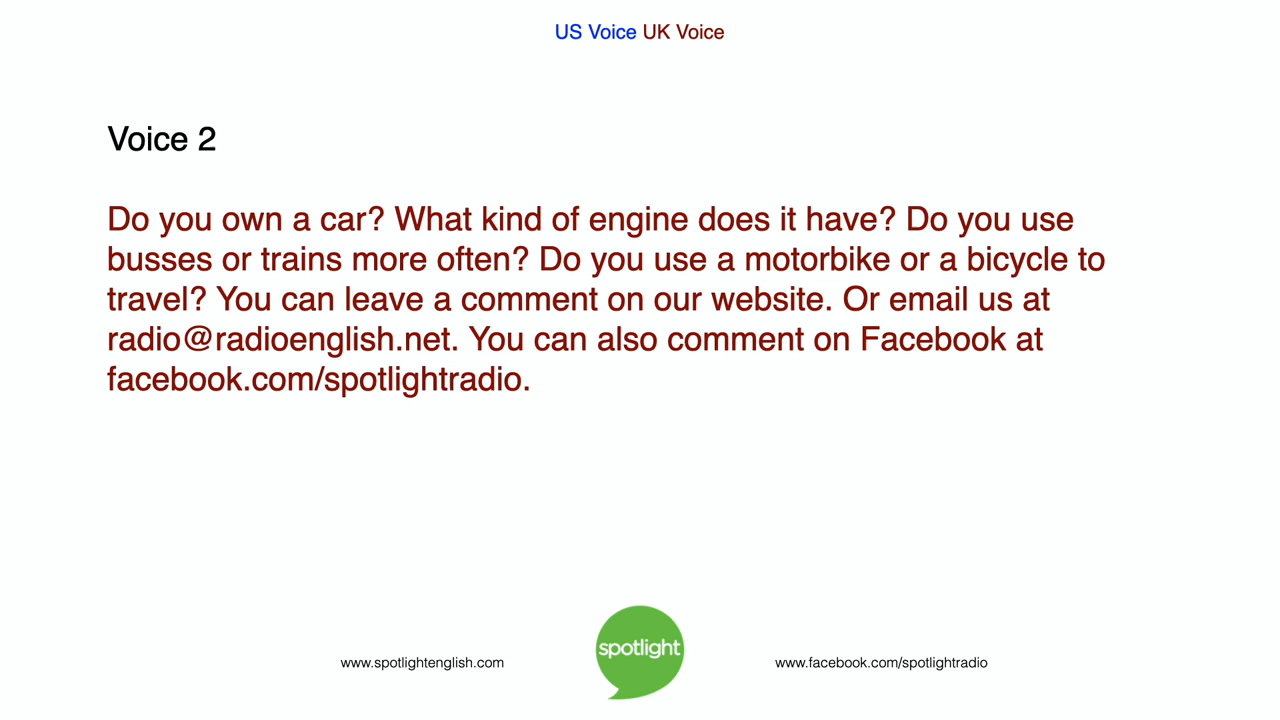 US Voice UK Voice
Voice 2
Do you own a car? What kind of engine does it have? Do you use
busses or trains more often? Do you use a motorbike or a bicycle to
travel? You can leave a comment on our website. Or email us at
radio@radioenglish.net. You can also comment on Facebook at
facebook.com/spotlightradio.
www.spotlightenglish.com
spotlight
www.facebook.com/spotlightradio